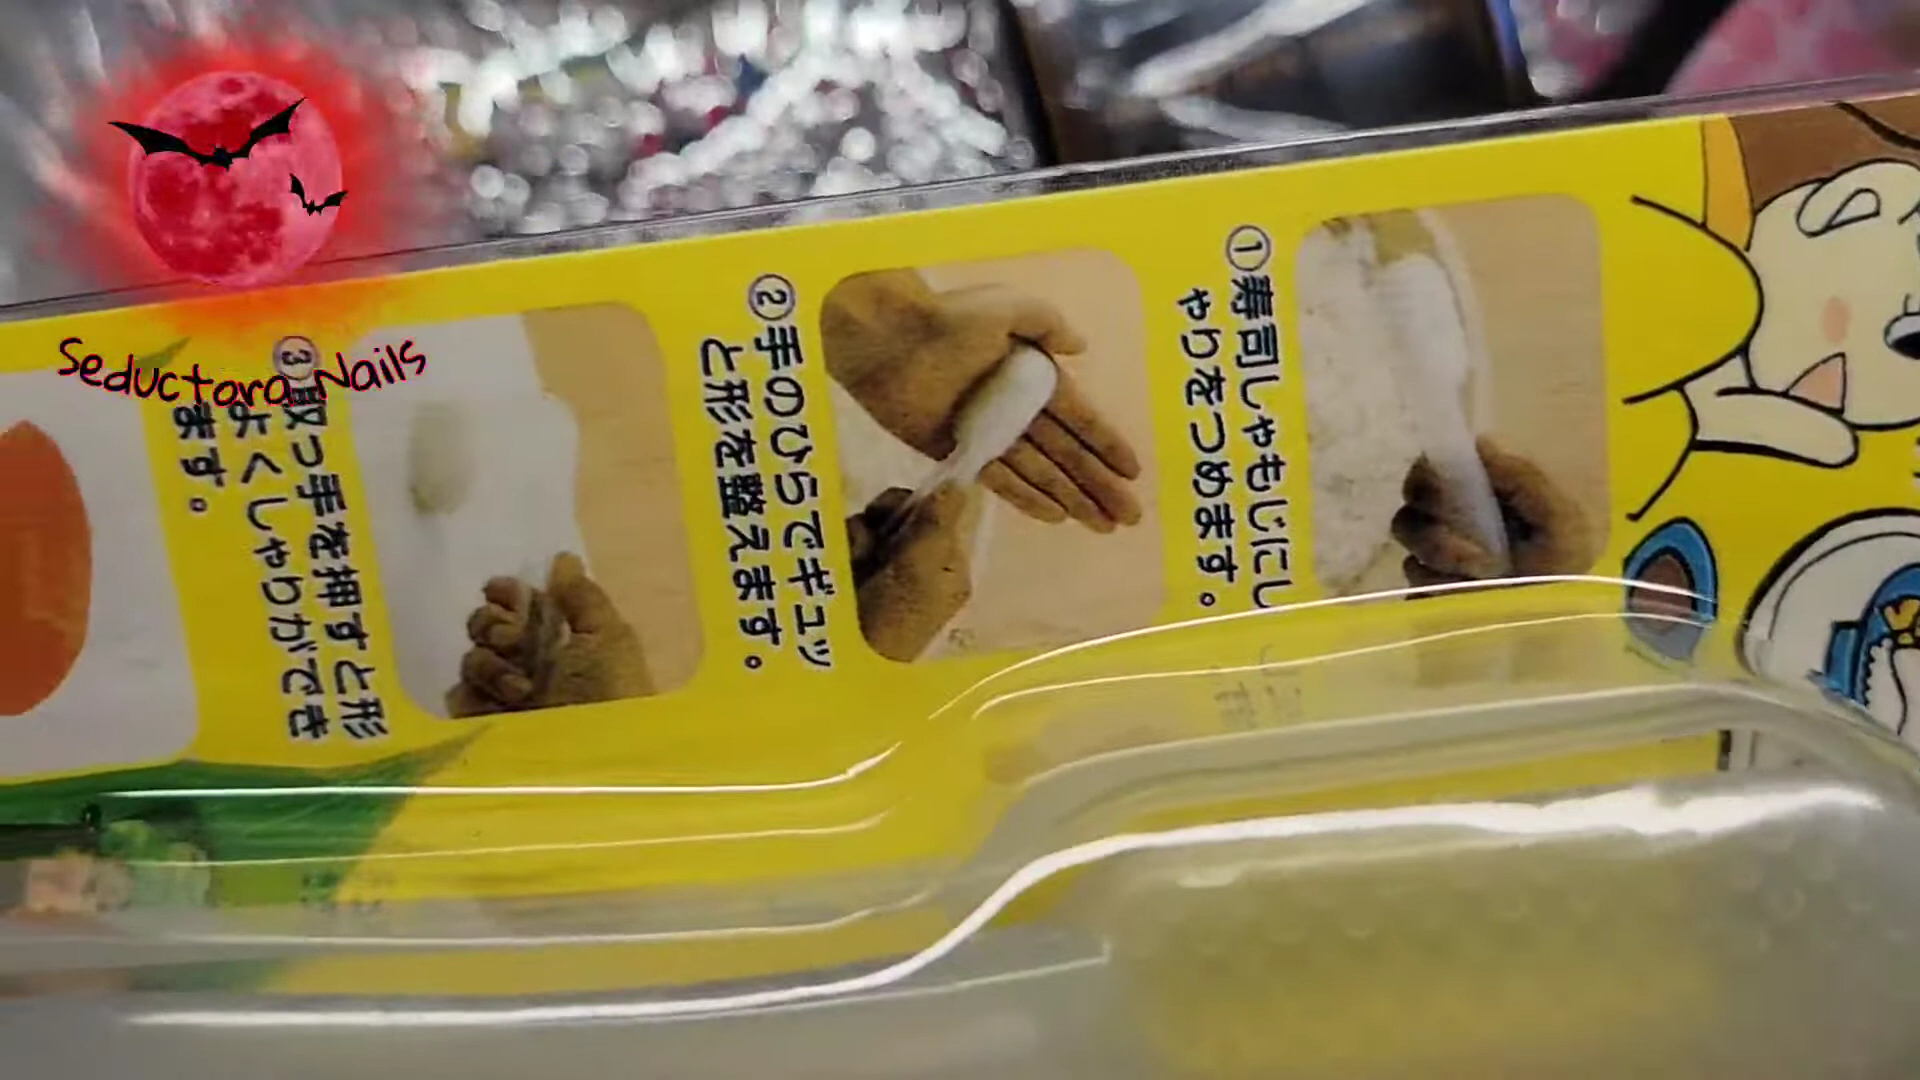 Seductara Nails
①寿司しゃもじにし
ゃりをつめます。
②手のひらでギュッ
と形を整えます。
③取っ手を押すと形
よくしゃりがでで
ます。